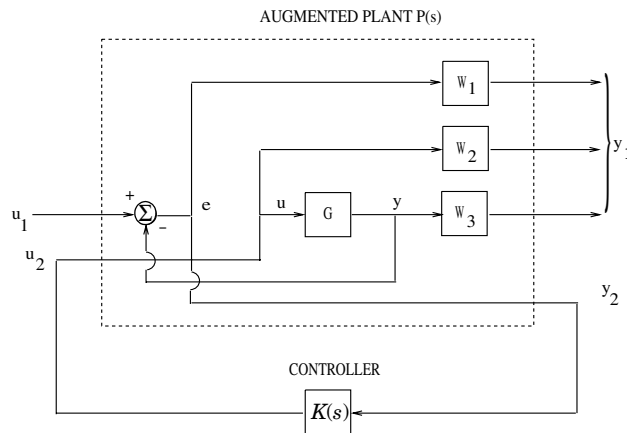 AUGMENTED PLANT P(s)
W1
W2
y1
+
Σ
−
e
u
G
y
W3
u1
u2
y2
CONTROLLER
K(s)